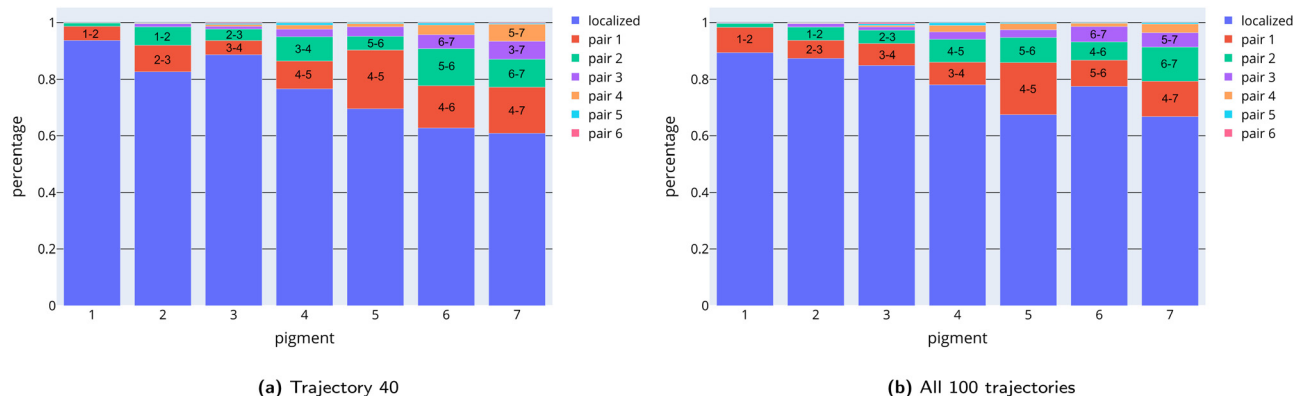 1
0.8
0.6
0.4
0.2
0
percentage
1-2
2-3
1-2
3-4
2-3
4-5
3-4
4-5
5-6
4-6
5-6
6-7
4-7
6-7
3-7
5-7
1 2 3 4 5 6 7
pigment
localized
pair 1
pair 2
pair 3
pair 4
pair 5
pair 6
(a) Trajectory 40
1
0.8
0.6
0.4
0.2
0
percentage
1-2
2-3
1-2
3-4
2-3
3-4
4-5
4-5
5-6
5-6
4-6
6-7
4-7
6-7
5-7
1 2 3 4 5 6 7
pigment
localized
pair 1
pair 2
pair 3
pair 4
pair 5
pair 6
(b) All 100 trajectories